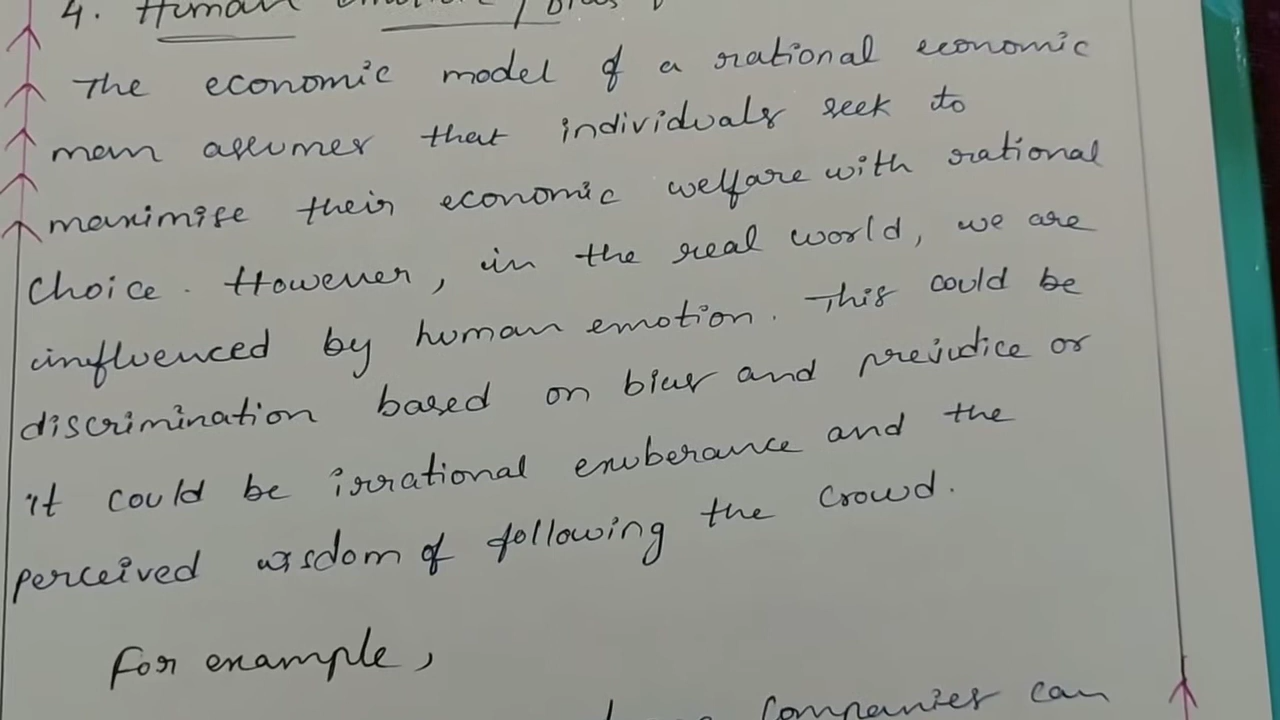 4. Human emotion / Bias
The economic model of a rational economic
man assumes that individuals seek to
maximise their economic welfare with rational
choice. However, in the real world, we are
influenced by human emotion. This could be
discrimination based on bias and prejudice or
it could be irrational exuberance and the
perceived wisdom of following the crowd.
For example,
companies can